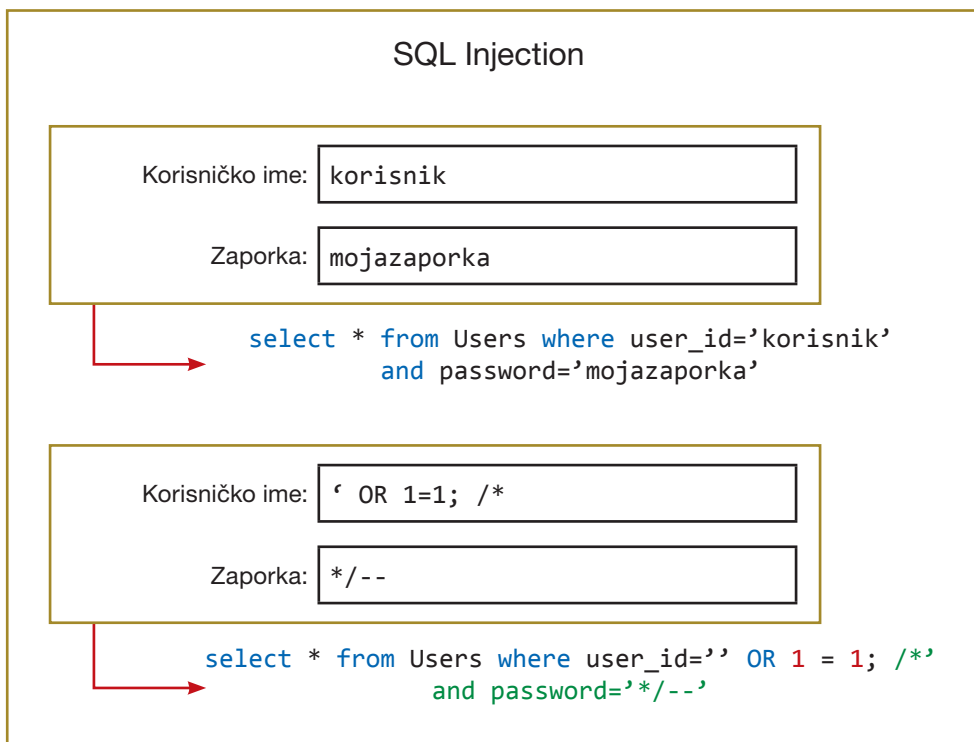 SQL Injection
Korisničko ime: korisnik
Zaporka: mojazaporka
select * from Users where user_id=’korisnik’
and password=’mojazaporka’
Korisničko ime: ‘ OR 1=1; /*
Zaporka: */--
select * from Users where user_id=’’ OR 1 = 1; /*’
and password=’*/--’